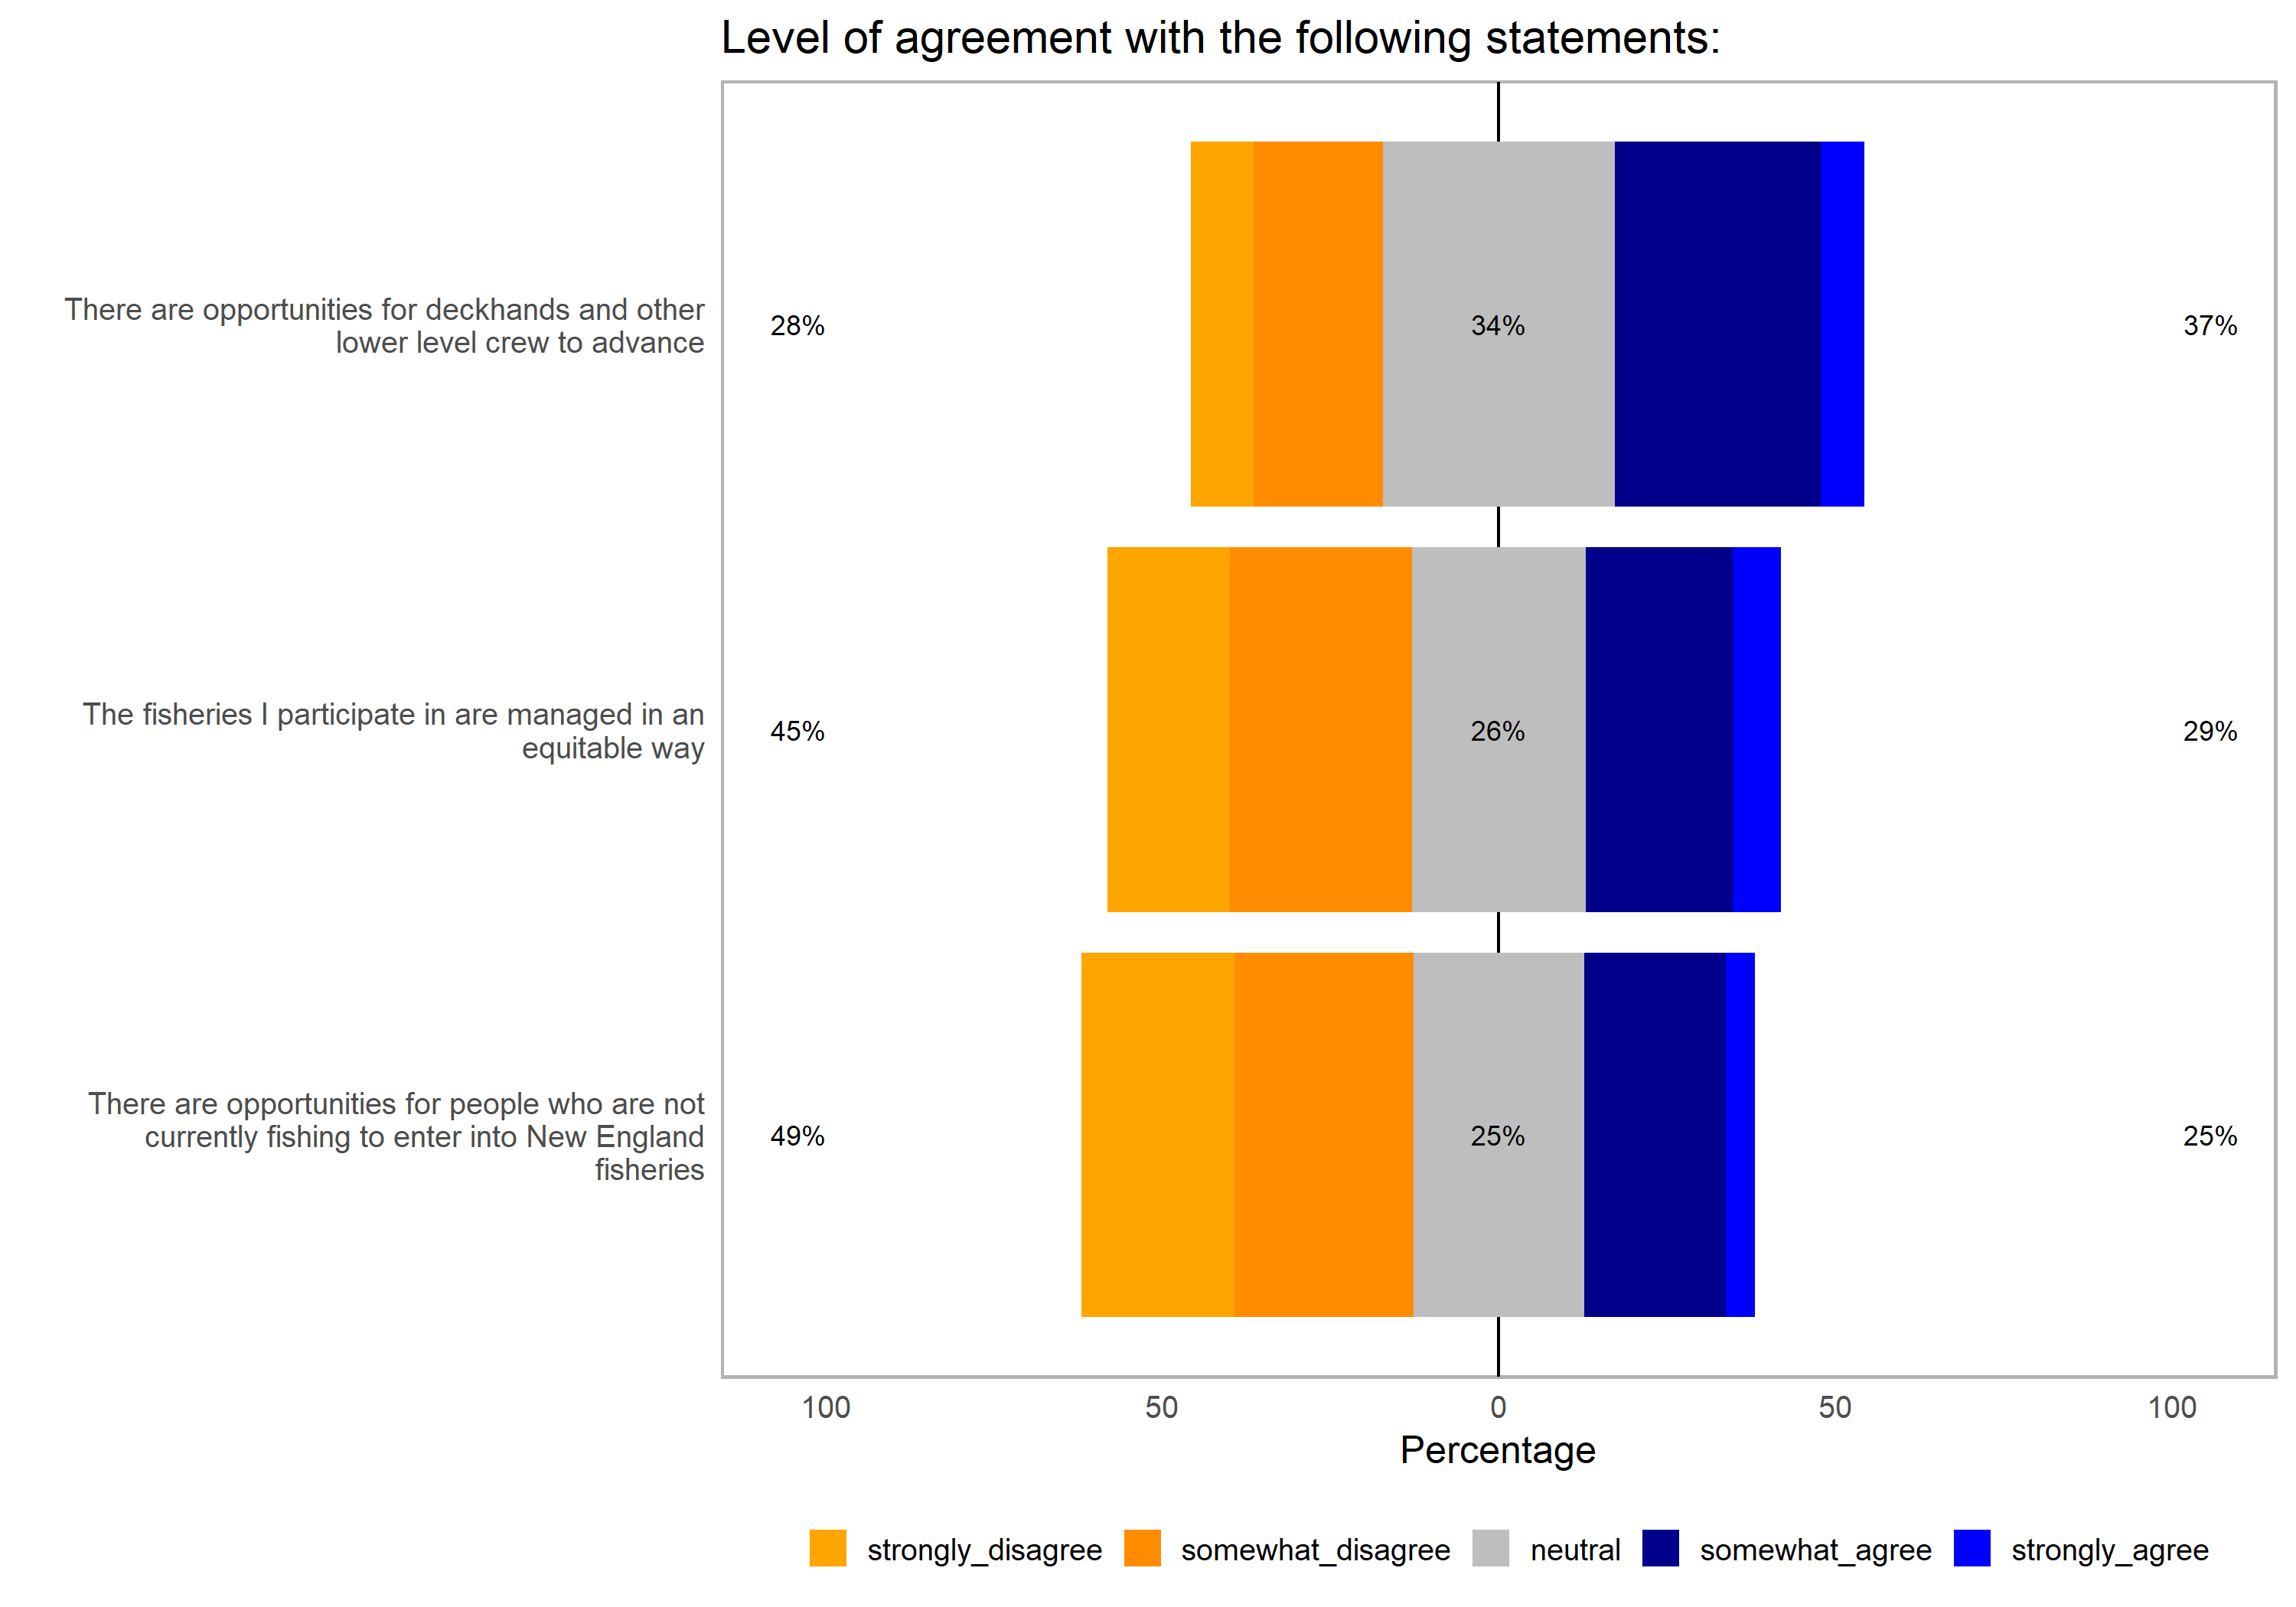 Level of agreement with the following statements:
There are opportunities for deckhands and other
lower level crew to advance
28%
34%
37%
The fisheries I participate in are managed in an
equitable way
45%
26%
29%
There are opportunities for people who are not
currently fishing to enter into New England
fisheries
49%
25%
25%
100 50 0 50 100
Percentage
strongly_disagree somewhat_disagree neutral somewhat_agree strongly_agree